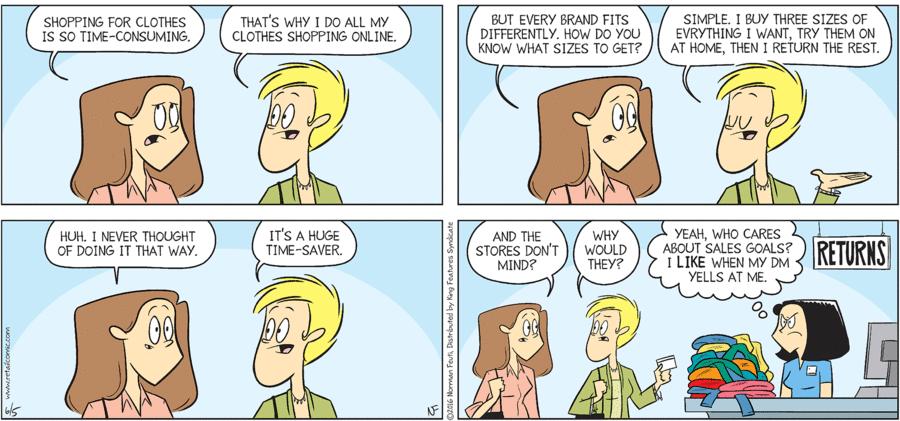 SHOPPING FOR CLOTHES
IS SO TIME-CONSUMING.
THAT'S WHY I DO ALL MY
CLOTHES SHOPPING ONLINE.
BUT EVERY BRAND FITS
DIFFERENTLY. HOW DO YOU
KNOW WHAT SIZES TO GET?
SIMPLE. I BUY THREE SIZES OF
EVRYTHING I WANT, TRY THEM ON
AT HOME, THEN I RETURN THE REST.
HUH. I NEVER THOUGHT
OF DOING IT THAT WAY.
IT'S A HUGE
TIME-SAVER.
www.retailcomic.com
6/5
NF
©2016 Norman Feuti, Distributed by King Features Syndicate
AND THE
STORES DON'T
MIND?
WHY
WOULD
THEY?
YEAH, WHO CARES
ABOUT SALES GOALS?
I LIKE WHEN MY DM
YELLS AT ME.
RETURNS